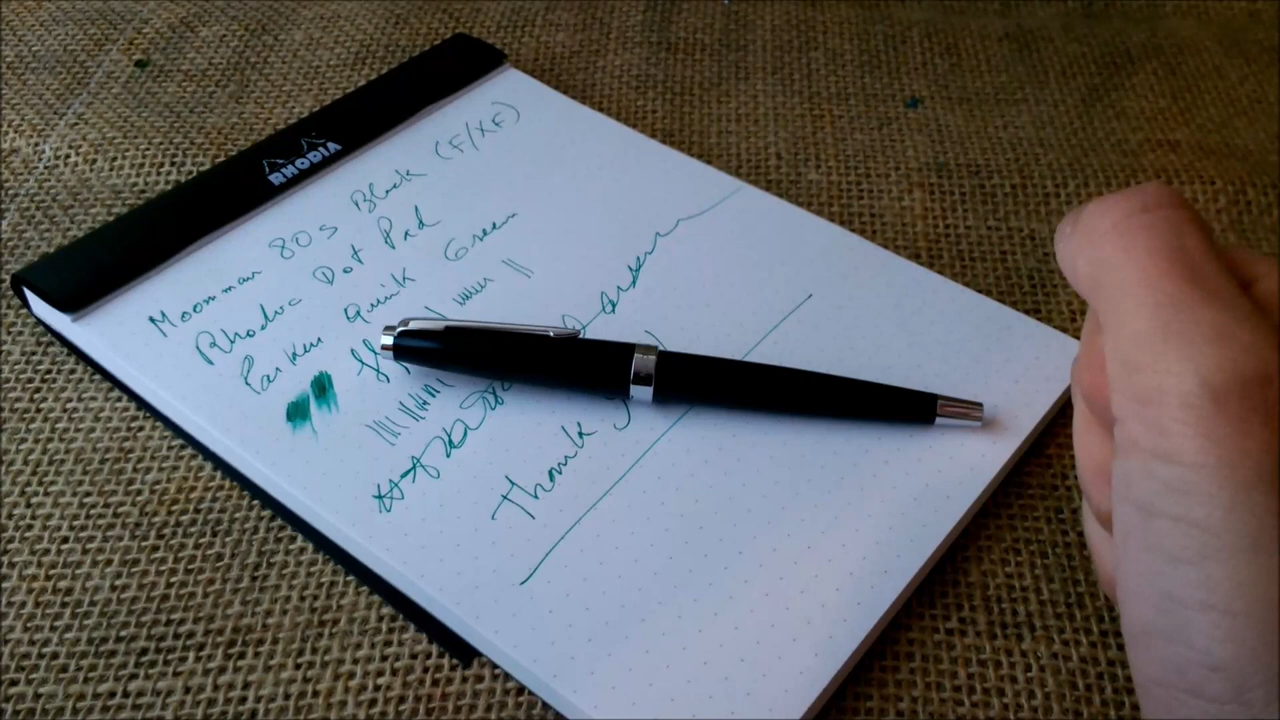 RHODIA
Moonman 80s Black (F/XF)
Rhodia Dot Pad
Parker Quink Green
Thank